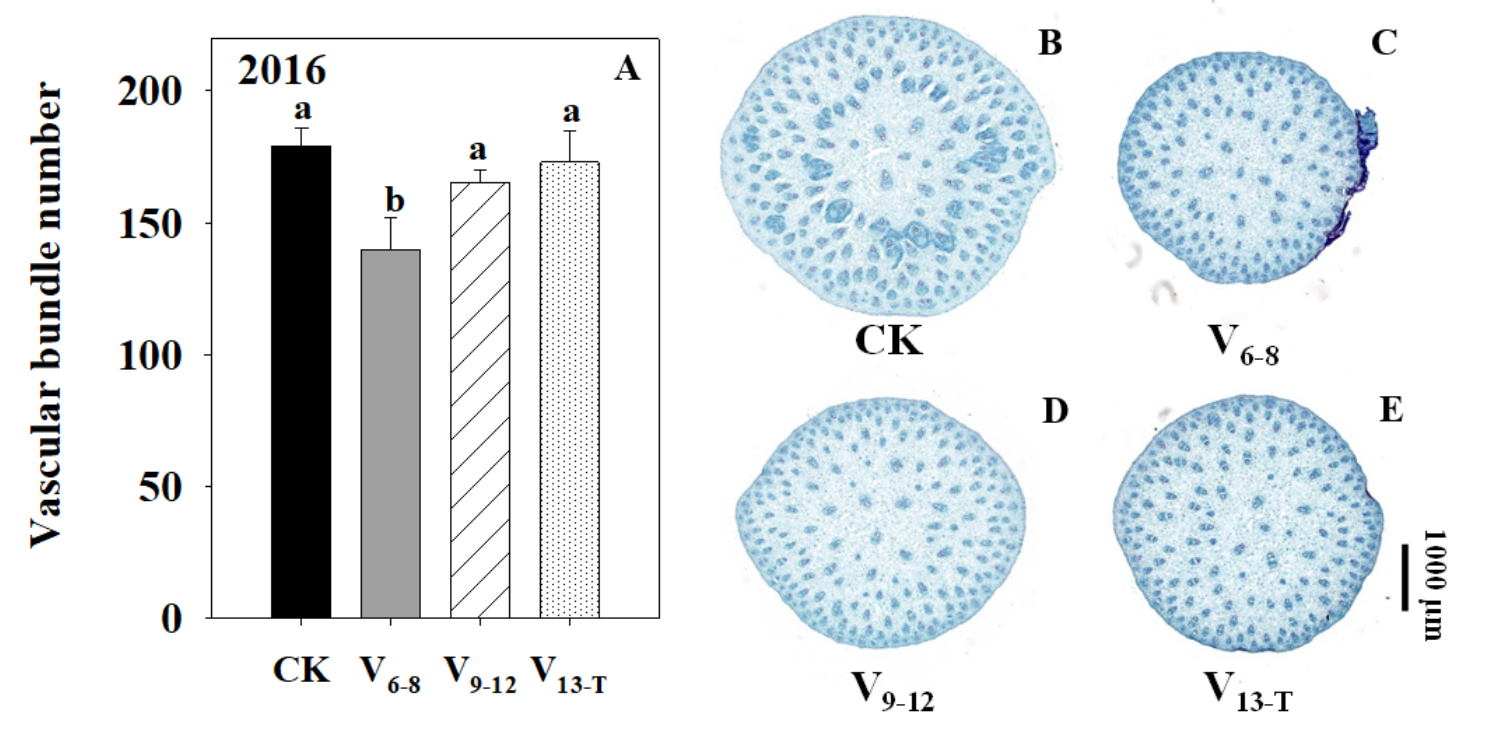 2016
A
Vascular bundle number
200
150
100
50
0
a
b
a
a
CK
V6-8
V9-12
V13-T
B
CK
C
V6-8
D
V9-12
E
V13-T
1000 μm